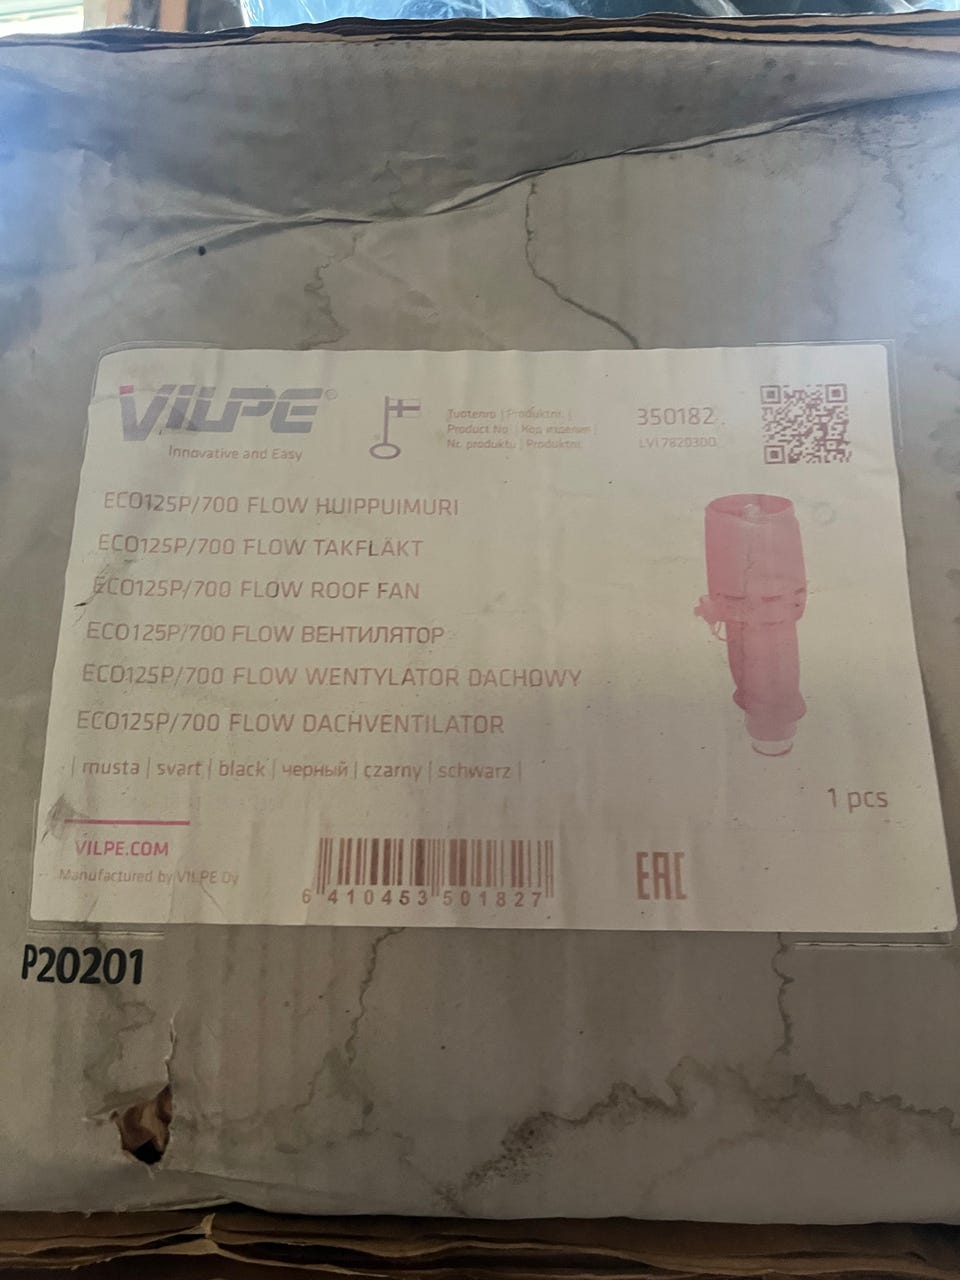 VILPE®
Innovative and Easy
Tuotenro | Produktnr. |
Product No | Код изделия |
Nr. produktu | Produktnr.
350182
LVI 7820300
ECO125P/700 FLOW HUIPPUIMURI
ECO125P/700 FLOW TAKFLÄKT
ECO125P/700 FLOW ROOF FAN
ECO125P/700 FLOW ВЕНТИЛЯТОР
ECO125P/700 FLOW WENTYLATOR DACHOWY
ECO125P/700 FLOW DACHVENTILATOR
| musta | svart | black | черный | czarny | schwarz |
1 pcs
VILPE.COM
Manufactured by VILPE Oy
6 410453 501827
EAC
P20201